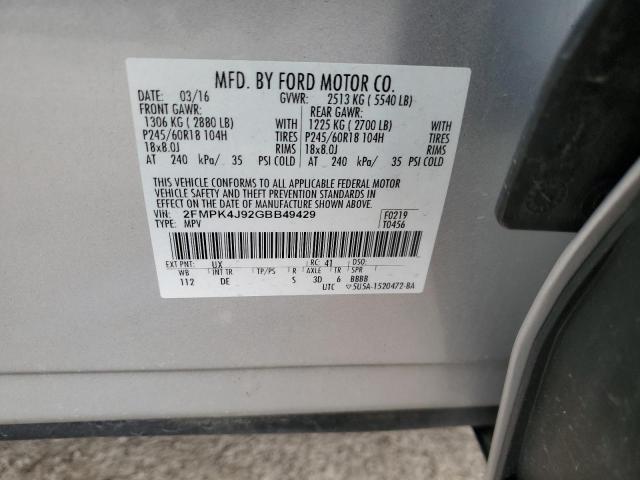 MFD. BY FORD MOTOR CO.
DATE: 03/16 GVWR: 2513 KG ( 5540 LB)
FRONT GAWR: REAR GAWR:
1306 KG ( 2880 LB) WITH 1225 KG ( 2700 LB) WITH
P245/60R18 104H TIRES P245/60R18 104H TIRES
18x8.0J RIMS 18x8.0J RIMS
AT 240 kPa/ 35 PSI COLD AT 240 kPa/ 35 PSI COLD
THIS VEHICLE CONFORMS TO ALL APPLICABLE FEDERAL MOTOR
VEHICLE SAFETY AND BUMPER AND THEFT PREVENTION STANDARDS IN
EFFECT ON THE DATE OF MANUFACTURE SHOWN ABOVE.
VIN: 2FMPK4J92GBB49429 F0219
TYPE: MPV T0456
EXT PNT: UX RC: 41 DSO:
WB INT TR TP/PS R AXLE TR SPR
112 DE S 3D 6 BBBB
UTC 5U5A-1520472-BA